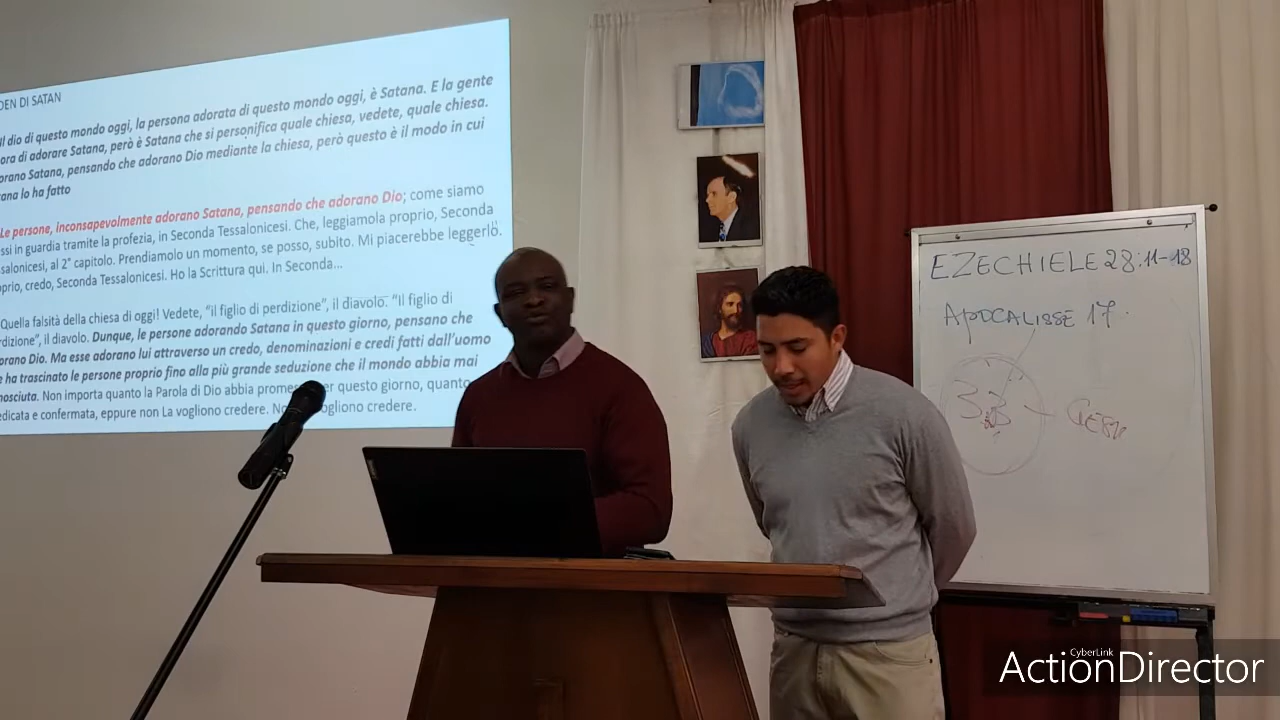 DEN DI SATAN
Il dio di questo mondo oggi, la persona adorata di questo mondo oggi, è Satana. E la gente
ora di adorare Satana, però è Satana che si personifica quale chiesa, vedete, quale chiesa.
orano Satana, pensando che adorano Dio mediante la chiesa, però questo è il modo in cui
ana lo ha fatto
Le persone, inconsapevolmente adorano Satana, pensando che adorano Dio; come siamo
ssi in guardia tramite la profezia, in Seconda Tessalonicesi. Che, leggiamola proprio, Seconda
salonicesi, al 2° capitolo. Prendiamolo un momento, se posso, subito. Mi piacerebbe leggerlo.
oprio, credo, Seconda Tessalonicesi. Ho la Scrittura qui. In Seconda...
Quella falsità della chiesa di oggi! Vedete, "il figlio di perdizione", il diavolo. "Il figlio di
rdizione", il diavolo. Dunque, le persone adorando Satana in questo giorno, pensano che
orano Dio. Ma esse adorano lui attraverso un credo, denominazioni e credi fatti dall'uomo
e ha trascinato le persone proprio fino alla più grande seduzione che il mondo abbia mai
nosciuta. Non importa quanto la Parola di Dio abbia prome er questo giorno, quanto
edicata e confermata, eppure non La vogliono credere. No ogliono credere.
EZECHIELE 28:11-18
APOCALISSE 17.
GESU
CyberLink
ActionDirector